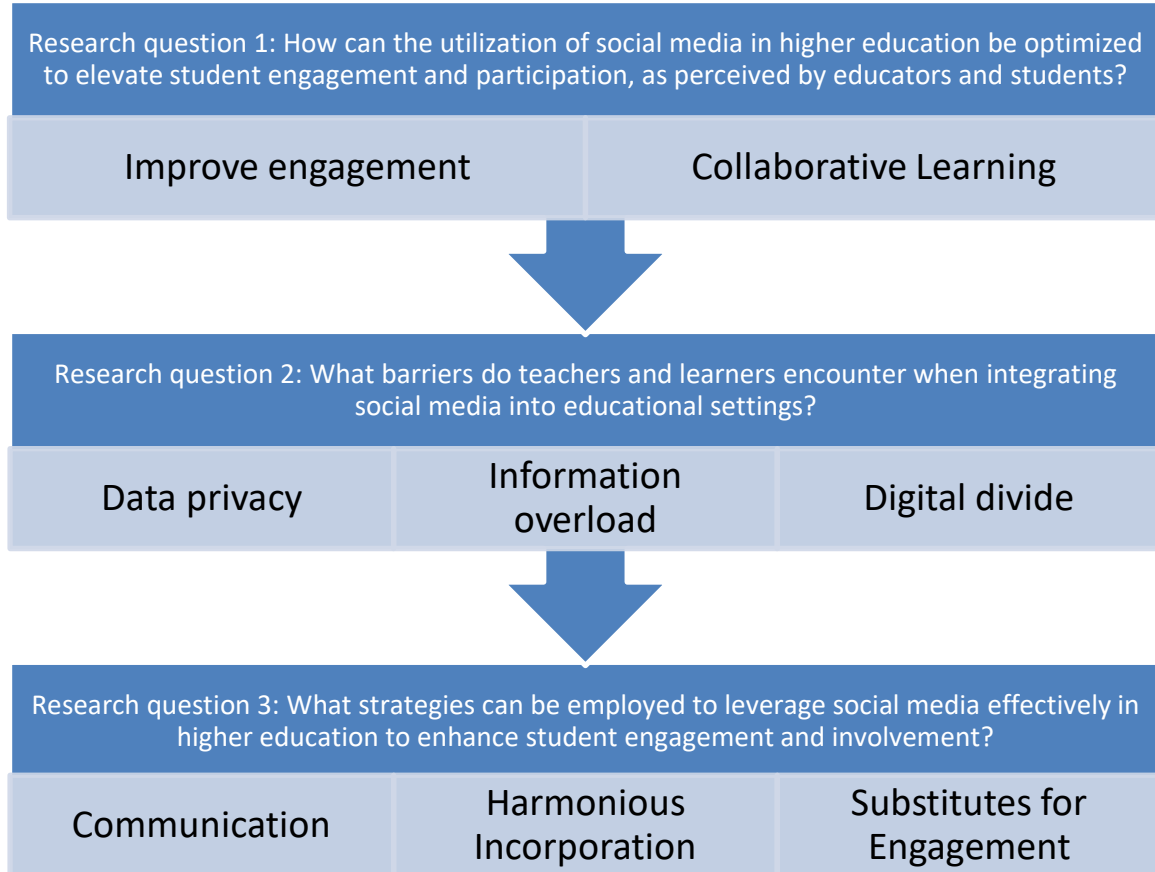 Research question 1: How can the utilization of social media in higher education be optimized
to elevate student engagement and participation, as perceived by educators and students?
Improve engagement
Collaborative Learning
Research question 2: What barriers do teachers and learners encounter when integrating
social media into educational settings?
Data privacy
Information
overload
Digital divide
Research question 3: What strategies can be employed to leverage social media effectively in
higher education to enhance student engagement and involvement?
Communication
Harmonious
Incorporation
Substitutes for
Engagement